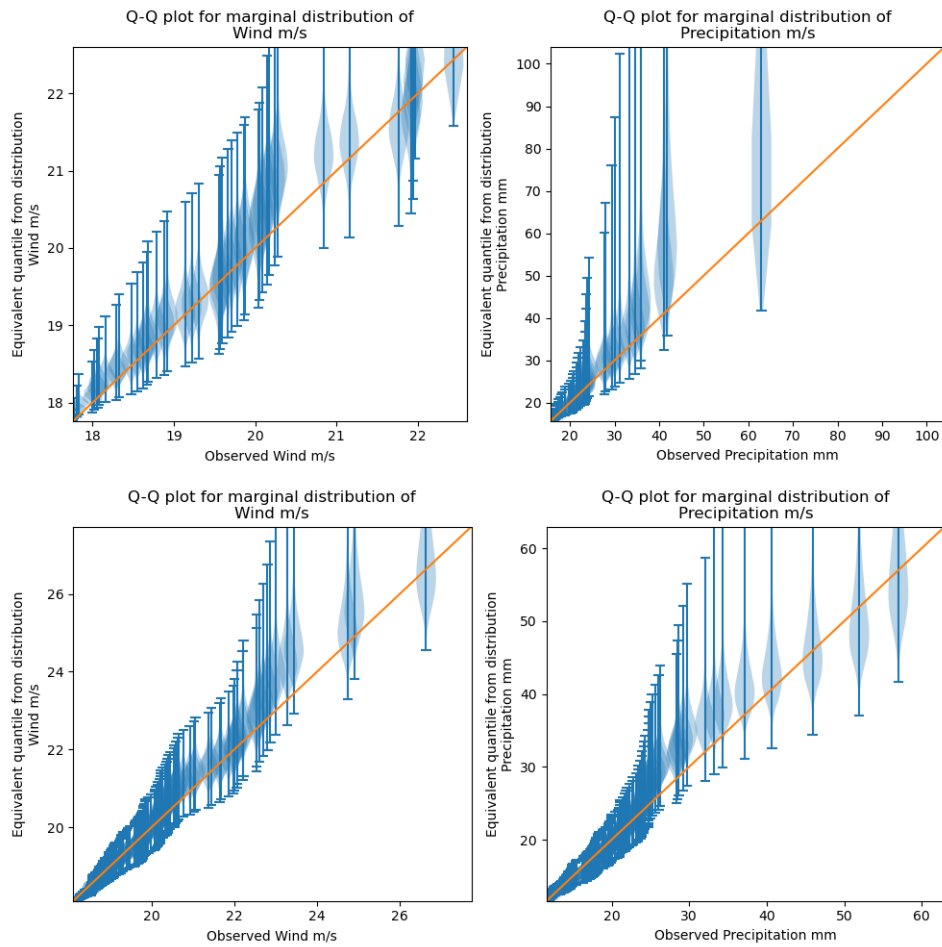 Q-Q plot for marginal distribution of
Wind m/s
Equivalent quantile from distribution
Wind m/s
22
21
20
19
18
18 19 20 21 22
Observed Wind m/s
Q-Q plot for marginal distribution of
Precipitation m/s
Equivalent quantile from distribution
Precipitation mm
100
90
80
70
60
50
40
30
20
20 30 40 50 60 70 80 90 100
Observed Precipitation mm
Q-Q plot for marginal distribution of
Wind m/s
Equivalent quantile from distribution
Wind m/s
26
24
22
20
20 22 24 26
Observed Wind m/s
Q-Q plot for marginal distribution of
Precipitation m/s
Equivalent quantile from distribution
Precipitation mm
60
50
40
30
20
20 30 40 50 60
Observed Precipitation mm